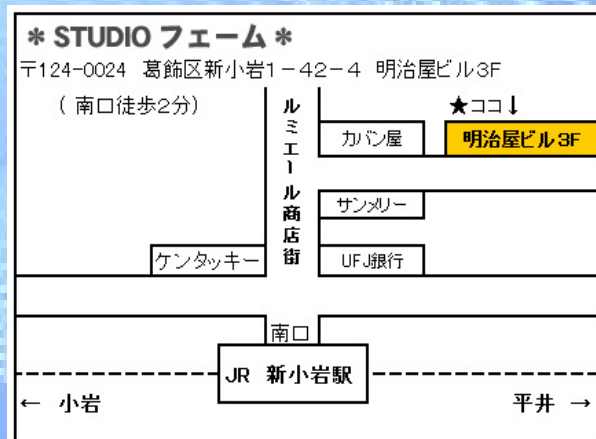 ＊ STUDIO フェーム ＊
〒124-0024 葛飾区新小岩1－42－4 明治屋ビル3F
( 南口徒歩2分)
ルミエール商店街
★ココ↓
カバン屋
明治屋ビル3F
サンメリー
ケンタッキー
UFJ銀行
南口
JR 新小岩駅
← 小岩
平井 →